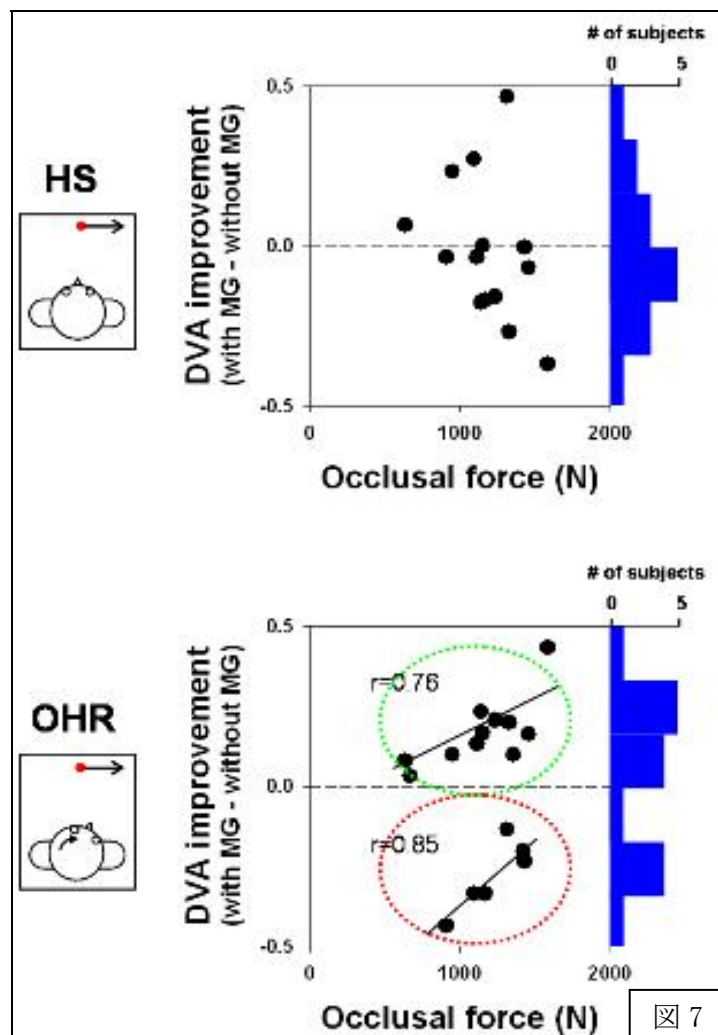 # of subjects
0 5
HS
DVA improvement
(with MG - without MG)
0.5
0.0
-0.5
0 1000 2000
Occlusal force (N)
# of subjects
0 5
OHR
DVA improvement
(with MG - without MG)
0.5
0.0
-0.5
r=0.76
r=0.85
0 1000 2000
Occlusal force (N)
図 7